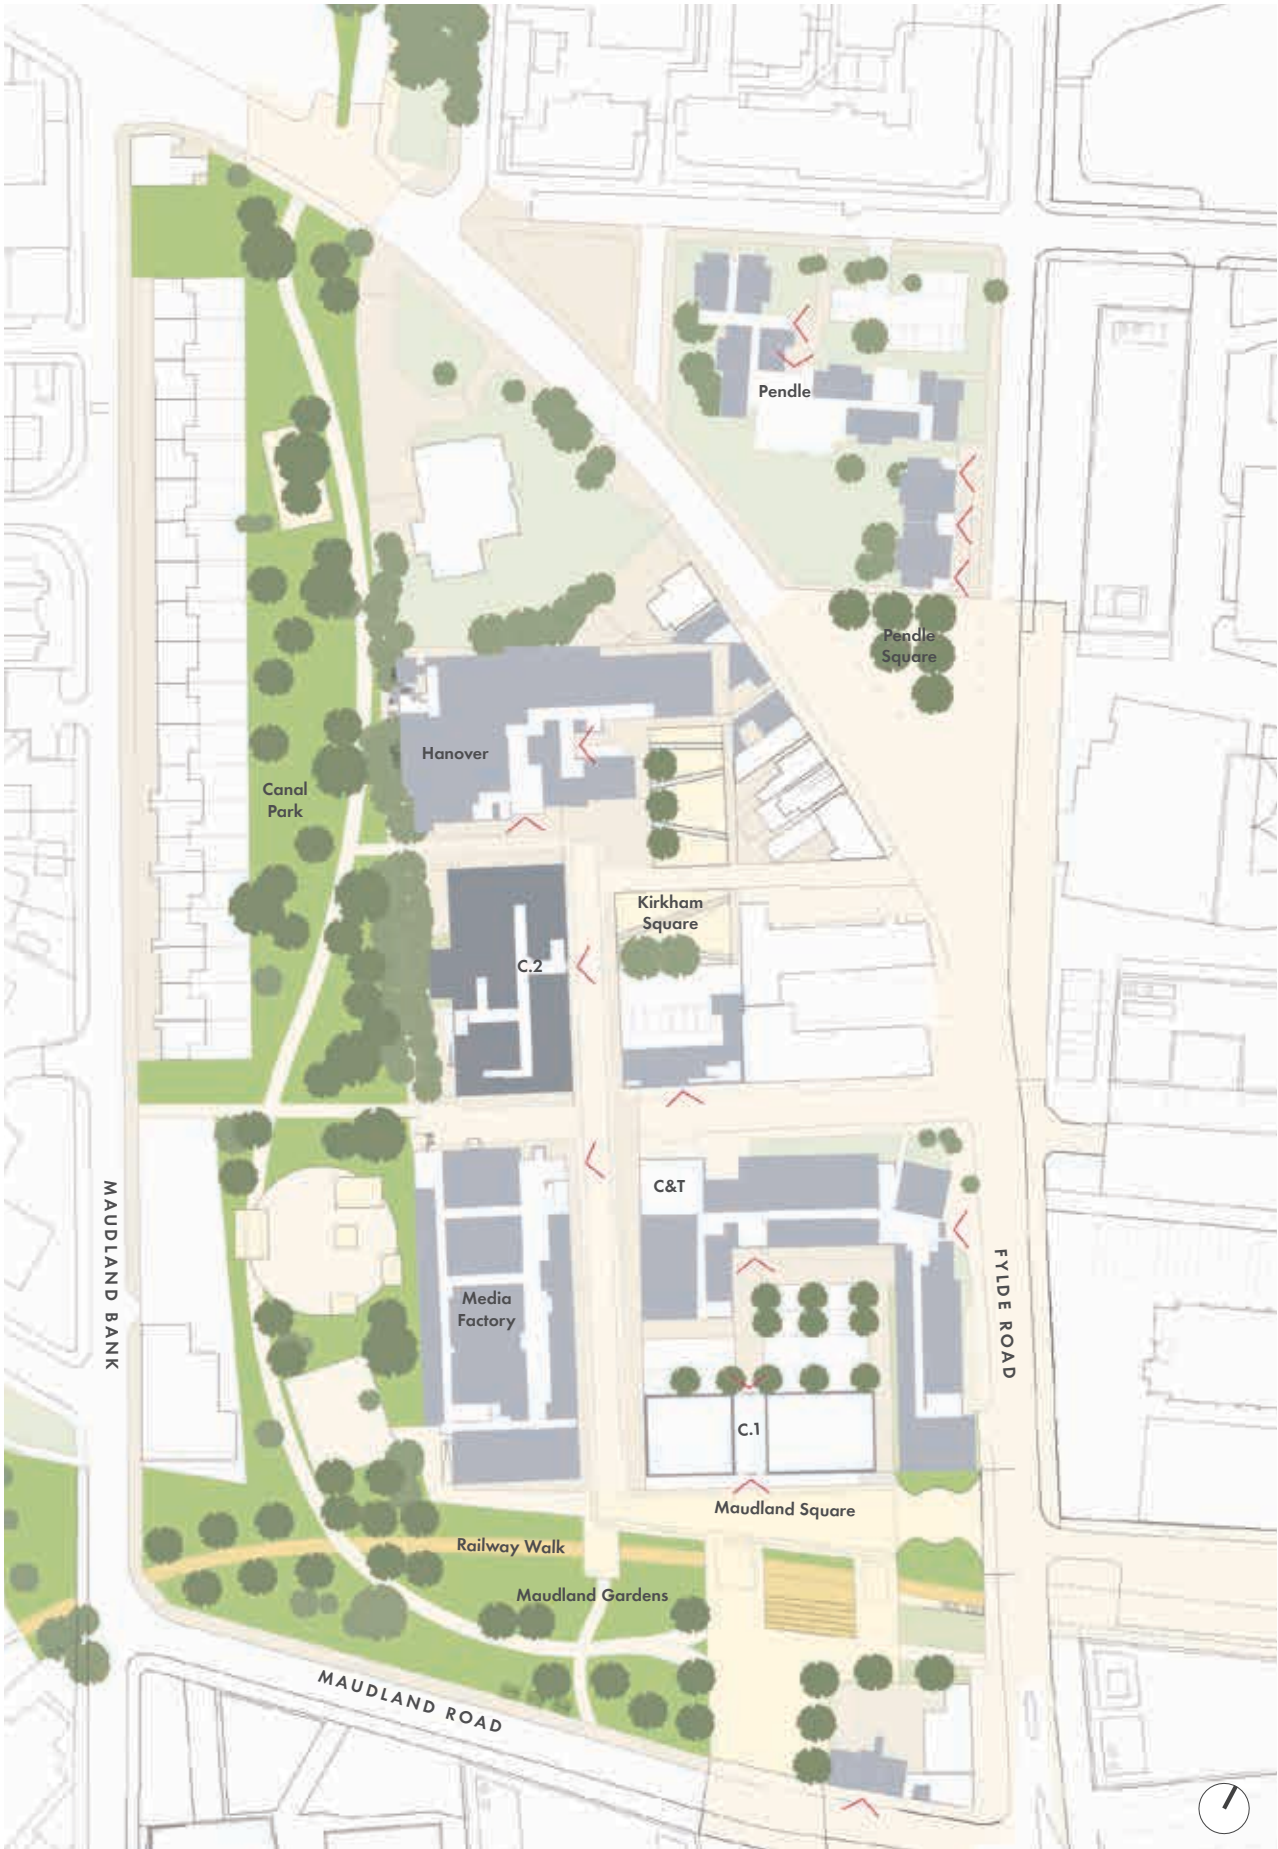 Pendle
Pendle
Square
Hanover
Canal
Park
Kirkham
Square
C.2
C&T
MAUDLAND BANK
FYLDE ROAD
Media
Factory
C.1
Maudland Square
Railway Walk
Maudland Gardens
MAUDLAND ROAD